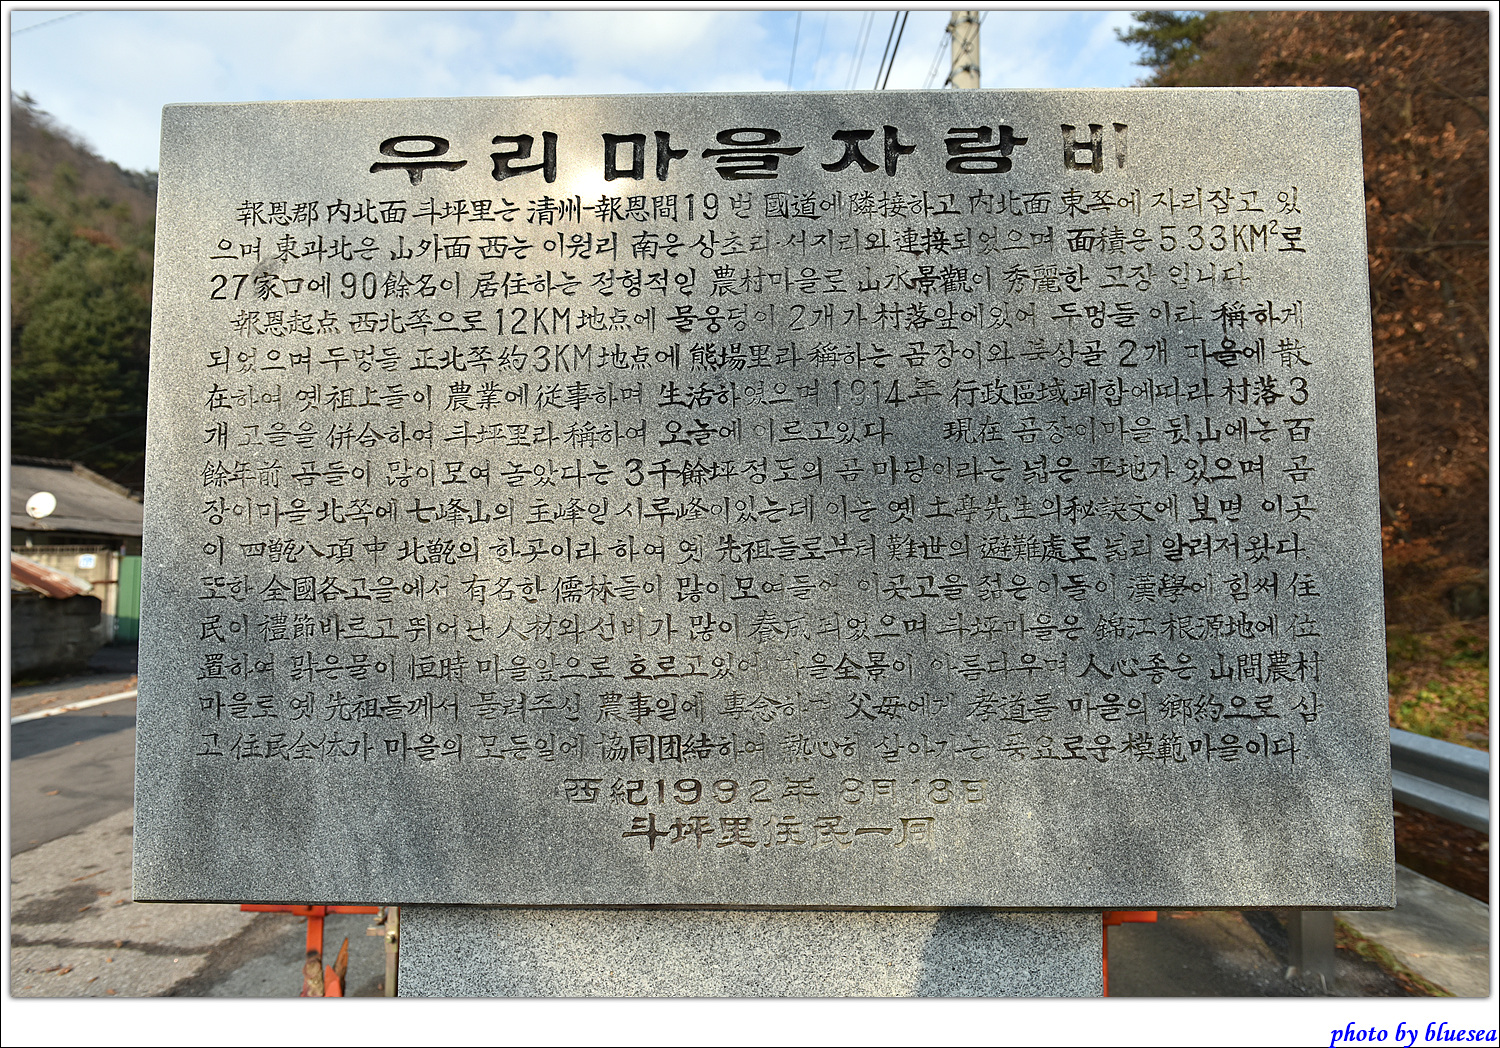 우리마을자랑비
報恩郡 內北面 斗坪里는 淸州-報恩間 19번 國道에 隣接하고 內北面 東쪽에 자리잡고 있
으며 東과北은 山外面 西는 이원리 南은 상초리·서지리와 連接되었으며 面積은 5.33KM²로
27家口에 90餘名이 居住하는 전형적인 農村마을로 山水景觀이 秀麗한 고장 입니다
報恩起点 西北쪽으로 12KM 地点에 물웅덩이 2개가 村落앞에있어 두멍들 이라 稱하게
되었으며 두멍들 正北쪽 約3KM 地点에 熊場里라 稱하는 곰장이와 북상골 2개 마을에 散
在하여 옛祖上들이 農業에 従事하며 生活하였으며 1914年 行政區域 폐합에따라 村落 3
개 고을을 併合하여 斗坪里라 稱하여 오늘에 이르고있다 現在 곰장이마을 뒷山에는 百
餘年前 곰들이 많이모여 놀았다는 3千餘坪정도의 곰 마당이라는 넓은 平地가 있으며 곰
장이마을 北쪽에 七峰山의 主峰인 시루峰이있는데 이는 옛 土亭先生의秘訣文에 보면 이곳
이 四甑八項中 北甑의 한곳이라 하여 옛 先祖들로부터 難世의 避難處로 널리 알려져왔다
또한 全國各고을에서 有名한 儒林들이 많이모여들어 이곳고을 젊은이들이 漢學에 힘써 住
民이 禮節바르고 뛰어난 人材와선비가 많이 養成되었으며 斗坪마을은 錦江 根源地에 位
置하여 맑은물이 恒時 마을앞으로 흐르고있어 마을全景이 아름다우며 人心좋은 山間農村
마을로 옛 先祖들께서 물려주신 農事일에 專念하고 父母에게 孝道를 마을의 鄕約으로 삼
고 住民全体가 마을의 모든일에 協同団結하여 熱心히 살아가는 풍요로운 模範마을이다.
西紀1992年 8月 18日
斗坪里住民一同
photo by bluesea